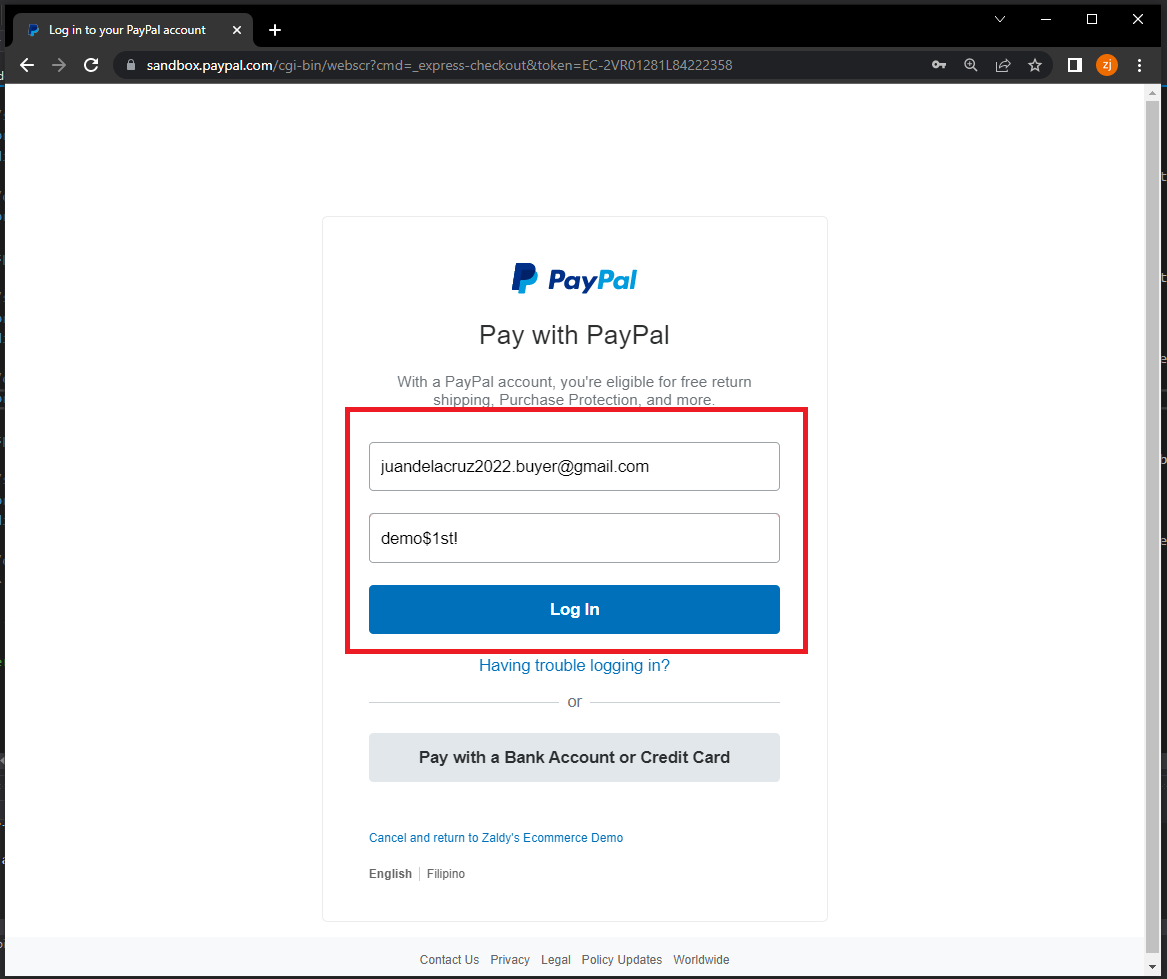 Log in to your PayPal account
sandbox.paypal.com/cgi-bin/webscr?cmd=_express-checkout&token=EC-2VR01281L84222358
zj
PayPal
Pay with PayPal
With a PayPal account, you're eligible for free return
shipping, Purchase Protection, and more.
juandelacruz2022.buyer@gmail.com
demo$1st!
Log In
Having trouble logging in?
or
Pay with a Bank Account or Credit Card
Cancel and return to Zaldy's Ecommerce Demo
English Filipino
Contact Us Privacy Legal Policy Updates Worldwide